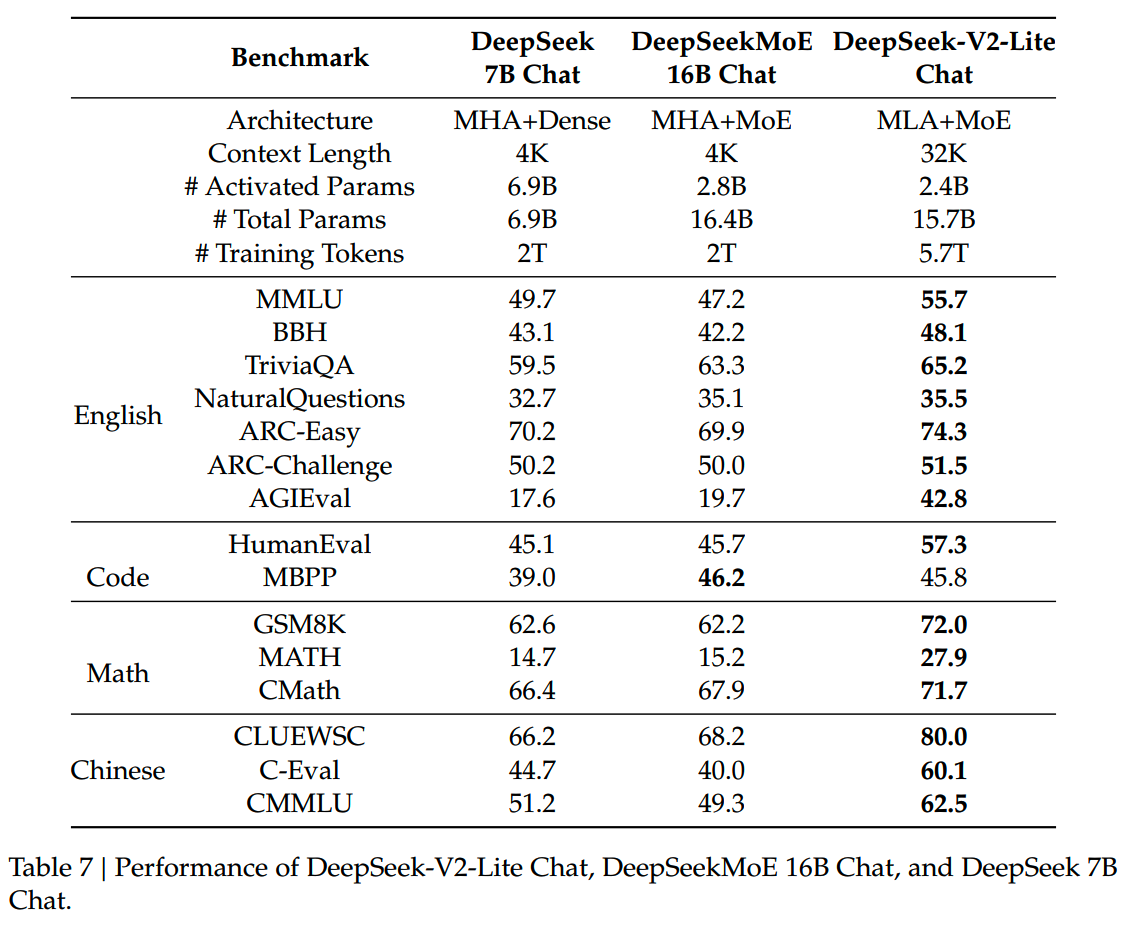 Benchmark DeepSeek 7B Chat DeepSeekMoE 16B Chat DeepSeek-V2-Lite Chat
Architecture MHA+Dense MHA+MoE MLA+MoE
Context Length 4K 4K 32K
# Activated Params 6.9B 2.8B 2.4B
# Total Params 6.9B 16.4B 15.7B
# Training Tokens 2T 2T 5.7T
English
MMLU 49.7 47.2 55.7
BBH 43.1 42.2 48.1
TriviaQA 59.5 63.3 65.2
NaturalQuestions 32.7 35.1 35.5
ARC-Easy 70.2 69.9 74.3
ARC-Challenge 50.2 50.0 51.5
AGIEval 17.6 19.7 42.8
Code
HumanEval 45.1 45.7 57.3
MBPP 39.0 46.2 45.8
Math
GSM8K 62.6 62.2 72.0
MATH 14.7 15.2 27.9
CMath 66.4 67.9 71.7
Chinese
CLUEWSC 66.2 68.2 80.0
C-Eval 44.7 40.0 60.1
CMMLU 51.2 49.3 62.5
Table 7 | Performance of DeepSeek-V2-Lite Chat, DeepSeekMoE 16B Chat, and DeepSeek 7B
Chat.